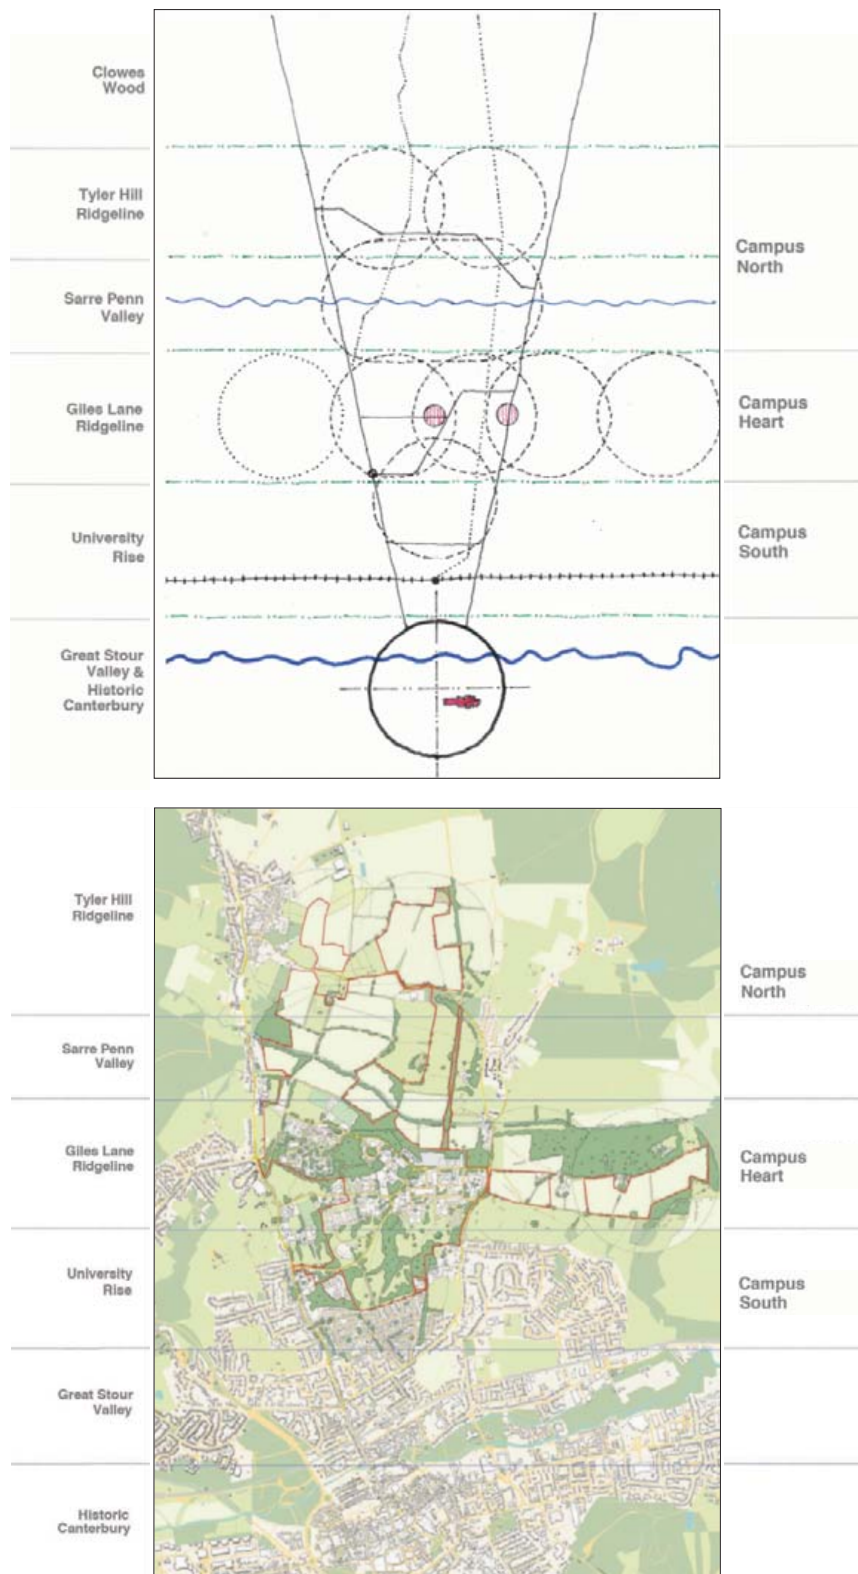 Clowes
Wood
Tyler Hill
Ridgeline
Campus
North
Sarre Penn
Valley
Giles Lane
Ridgeline
Campus
Heart
University
Rise
Campus
South
Great Stour
Valley &
Historic
Canterbury
Tyler Hill
Ridgeline
Campus
North
Sarre Penn
Valley
Giles Lane
Ridgeline
Campus
Heart
University
Rise
Campus
South
Great Stour
Valley
Historic
Canterbury